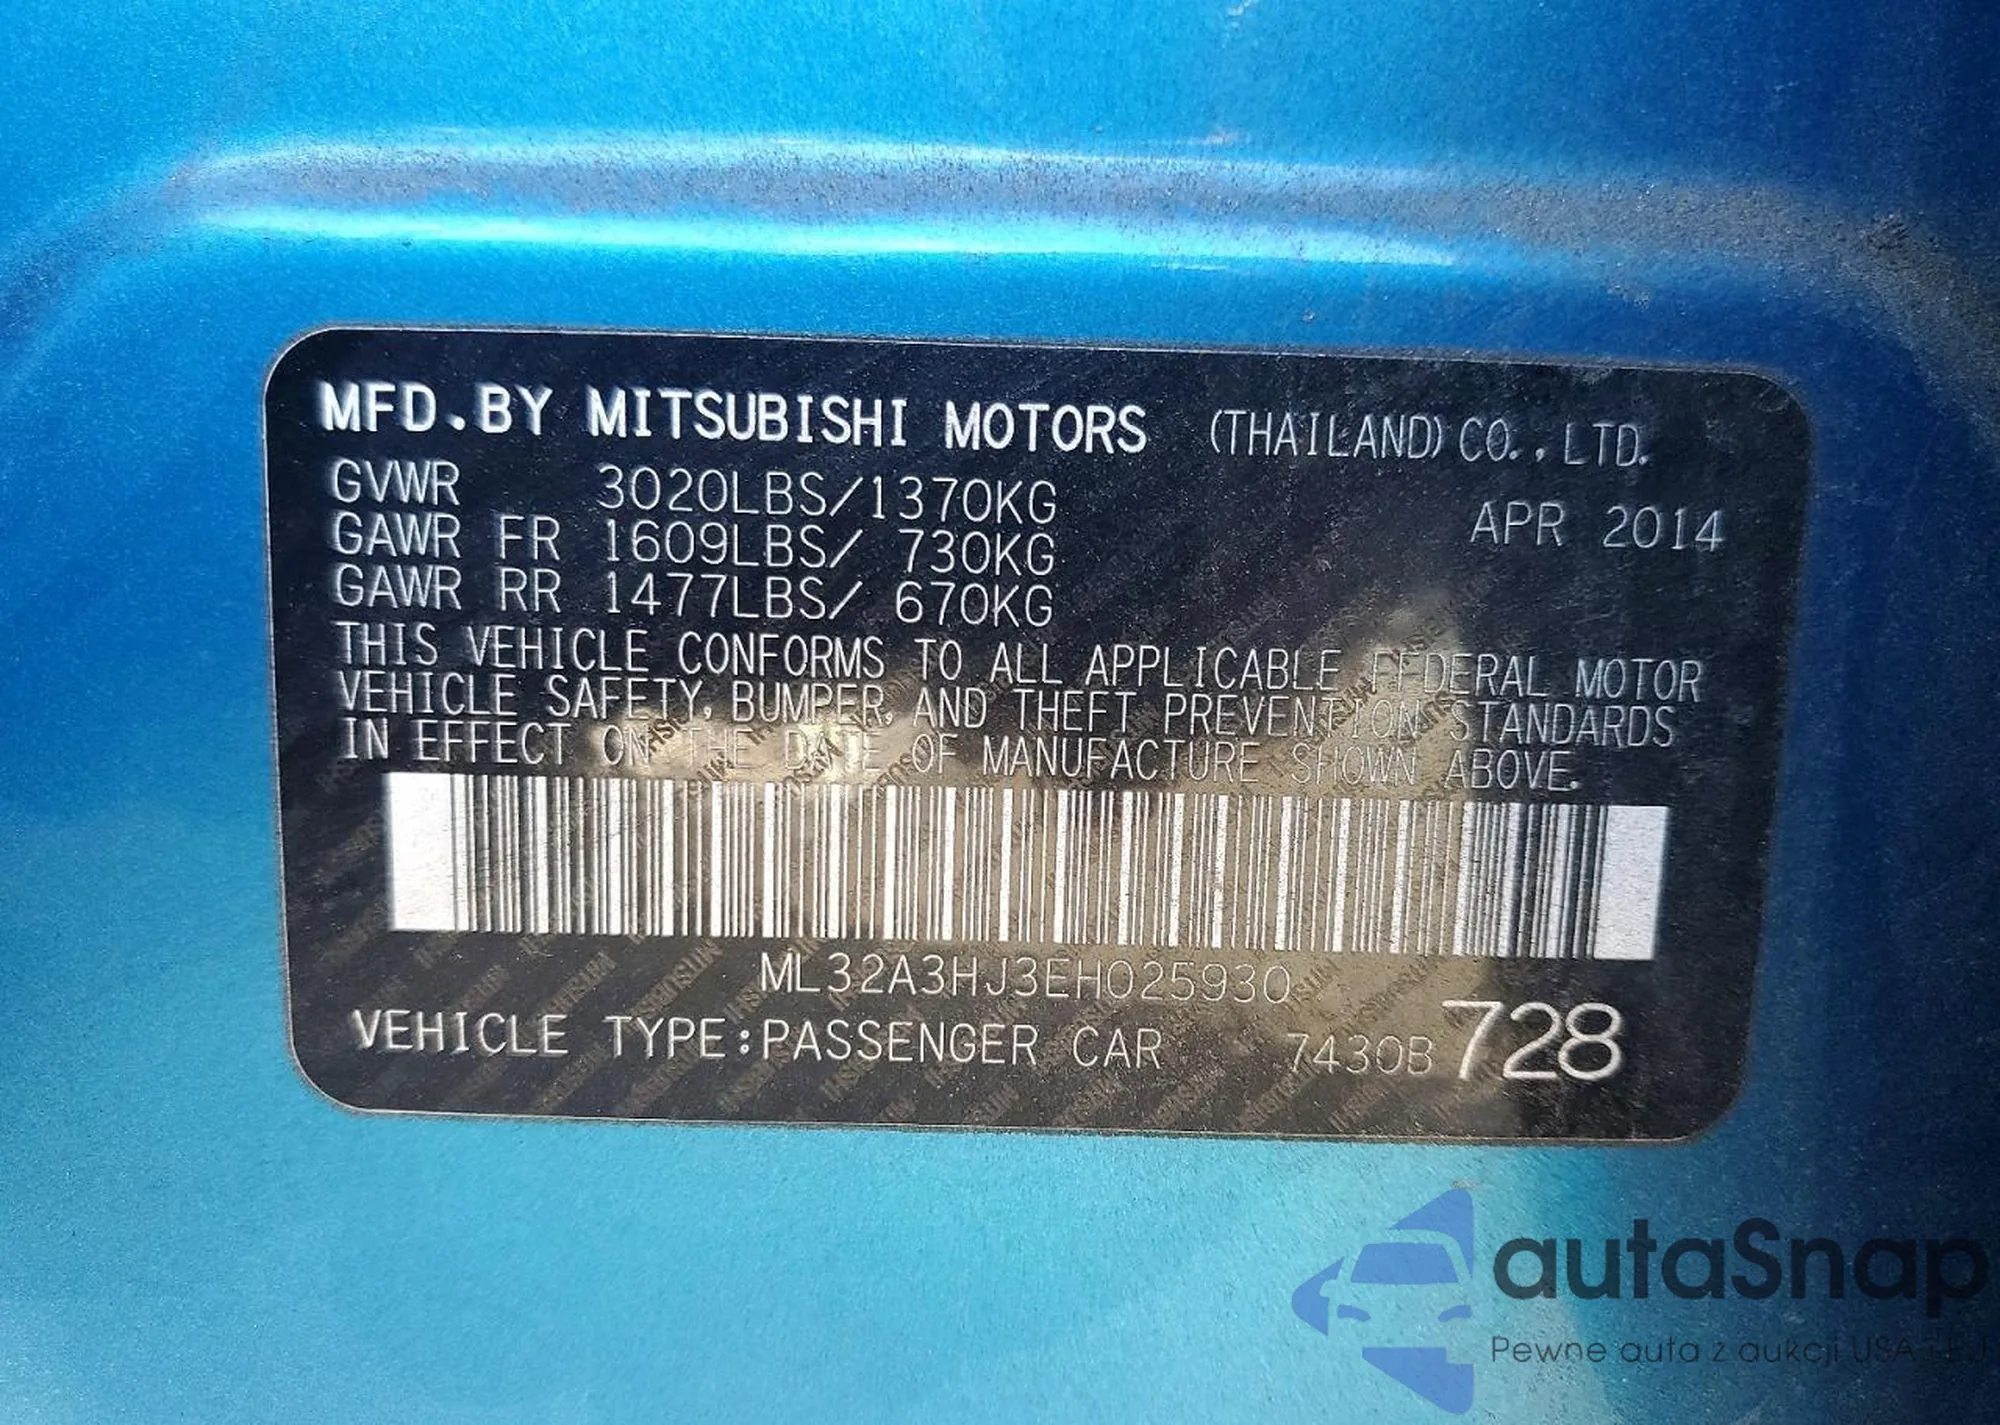 MFD.BY MITSUBISHI MOTORS (THAILAND) CO.,LTD.
GVWR 3020LBS/1370KG APR 2014
GAWR FR 1609LBS/ 730KG
GAWR RR 1477LBS/ 670KG
THIS VEHICLE CONFORMS TO ALL APPLICABLE FEDERAL MOTOR
VEHICLE SAFETY, BUMPER, AND THEFT PREVENTION STANDARDS
IN EFFECT ON THE DATE OF MANUFACTURE SHOWN ABOVE.
ML32A3HJ3EH025930
VEHICLE TYPE:PASSENGER CAR 7430B 728
autaSnap
Pewne auta z aukcji USA i EU